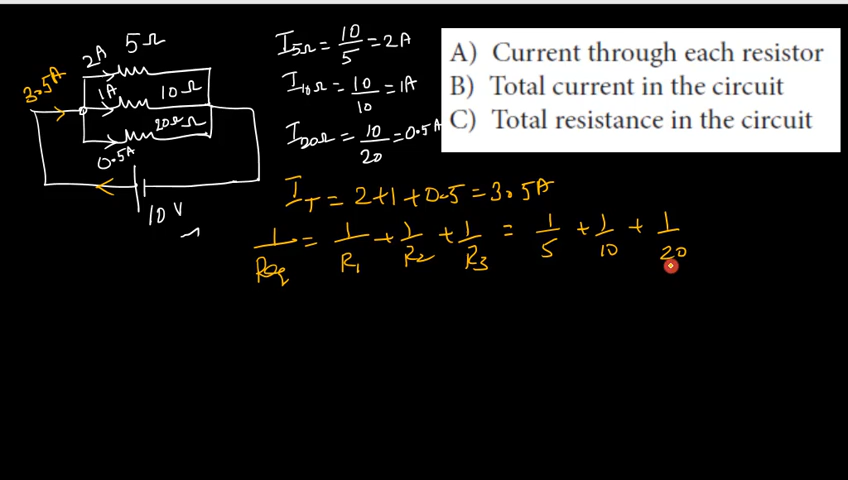 5Ω
2A
3.5A
10Ω
1A
20Ω
0.5A
10 V
I5Ω = 10/5 = 2A
I10Ω = 10/10 = 1A
I20Ω = 10/20 = 0.5A
A) Current through each resistor
B) Total current in the circuit
C) Total resistance in the circuit
IT = 2+1+0.5 = 3.5A
1/Req = 1/R1 + 1/R2 + 1/R3 = 1/5 + 1/10 + 1/20